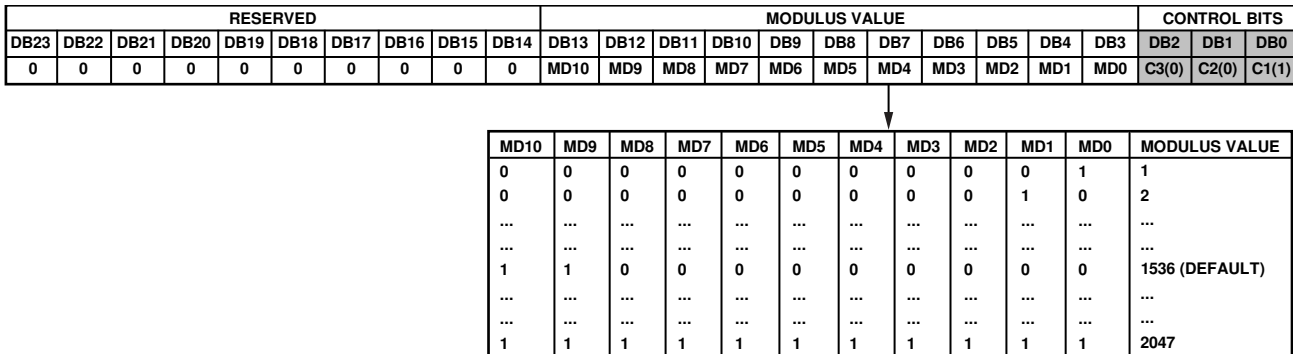 RESERVED MODULUS VALUE CONTROL BITS
DB23 DB22 DB21 DB20 DB19 DB18 DB17 DB16 DB15 DB14 DB13 DB12 DB11 DB10 DB9 DB8 DB7 DB6 DB5 DB4 DB3 DB2 DB1 DB0
0 0 0 0 0 0 0 0 0 0 MD10 MD9 MD8 MD7 MD6 MD5 MD4 MD3 MD2 MD1 MD0 C3(0) C2(0) C1(1)
MD10 MD9 MD8 MD7 MD6 MD5 MD4 MD3 MD2 MD1 MD0 MODULUS VALUE
0 0 0 0 0 0 0 0 0 0 1 1
0 0 0 0 0 0 0 0 0 1 0 2
... ... ... ... ... ... ... ... ... ... ... ...
... ... ... ... ... ... ... ... ... ... ... ...
1 1 0 0 0 0 0 0 0 0 0 1536 (DEFAULT)
... ... ... ... ... ... ... ... ... ... ... ...
... ... ... ... ... ... ... ... ... ... ... ...
1 1 1 1 1 1 1 1 1 1 1 2047